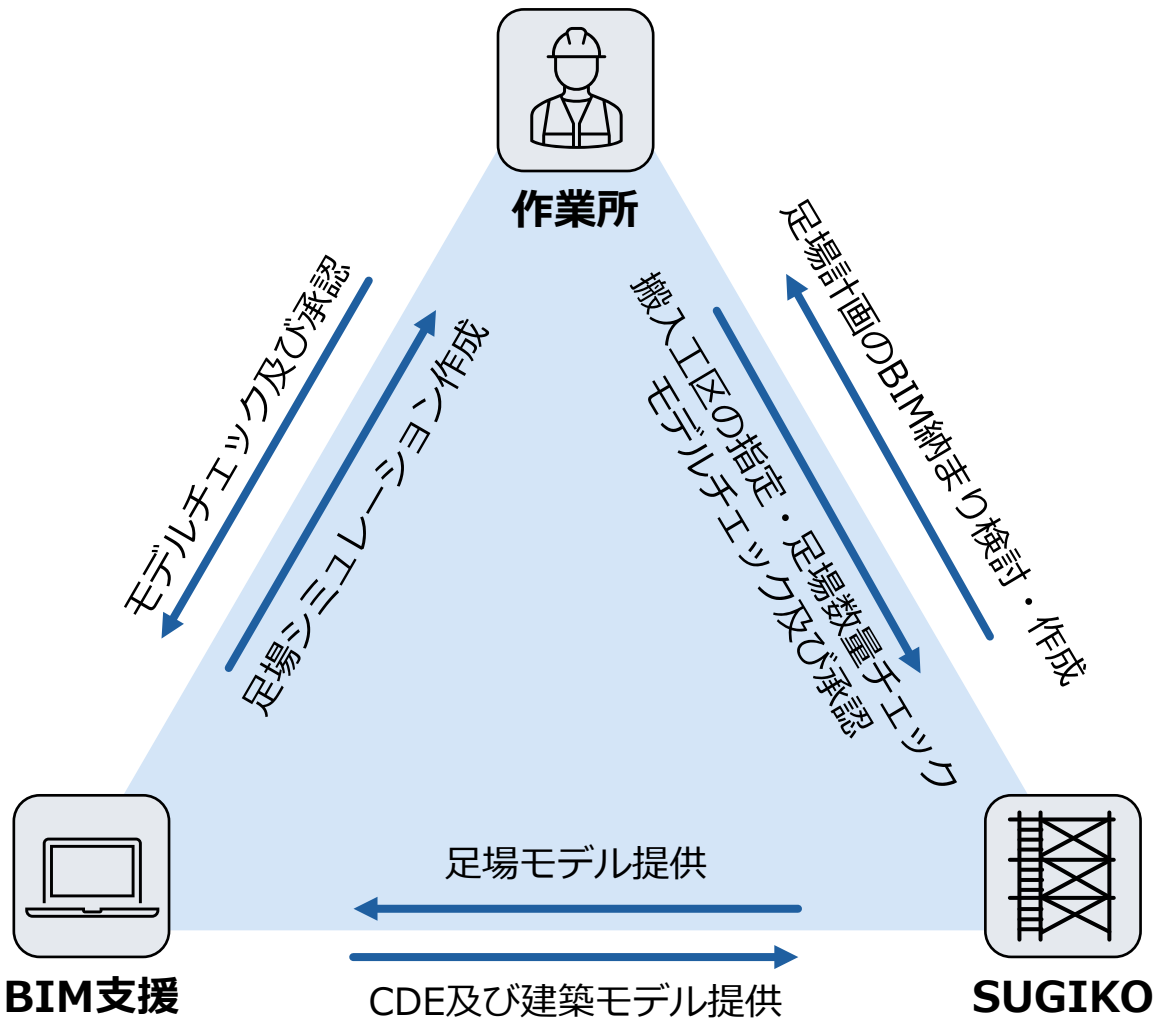 作業所
モデルチェック及び承認
足場シミュレーション作成
搬入工区の指定・足場数量チェック
モデルチェック及び承認
足場計画のBIM納まり検討・作成
足場モデル提供
CDE及び建築モデル提供
BIM支援
SUGIKO